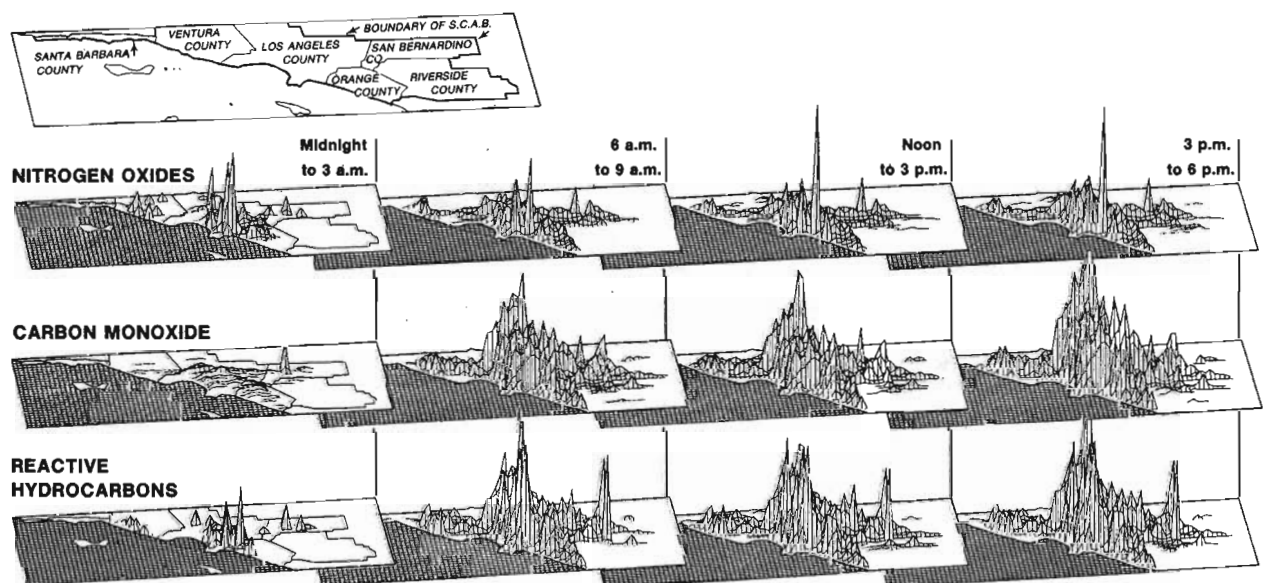 BOUNDARY OF S.C.A.B.
VENTURA
COUNTY
LOS ANGELES
COUNTY
SAN BERNARDINO
CO.
SANTA BARBARA
COUNTY
ORANGE
COUNTY
RIVERSIDE
COUNTY
Midnight
to 3 a.m.
6 a.m.
to 9 a.m.
Noon
to 3 p.m.
3 p.m.
to 6 p.m.
NITROGEN OXIDES
CARBON MONOXIDE
REACTIVE
HYDROCARBONS